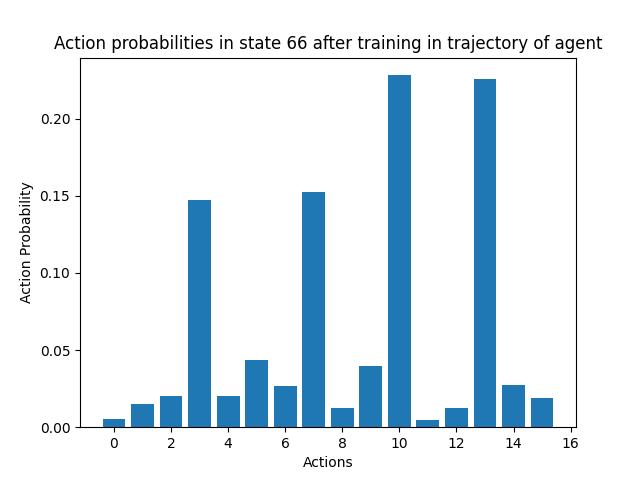 Action probabilities in state 66 after training in trajectory of agent
Action Probability
0.20
0.15
0.10
0.05
0.00
0 2 4 6 8 10 12 14 16
Actions